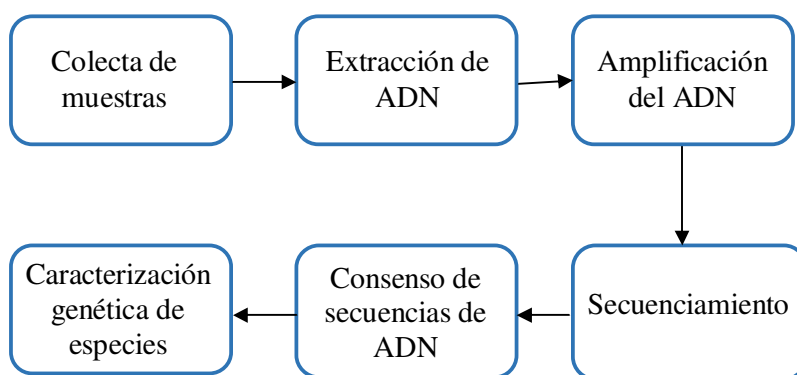 Colecta de
muestras
Extracción de
ADN
Amplificación
del ADN
Secuenciamiento
Consenso de
secuencias de
ADN
Caracterización
genética de
especies